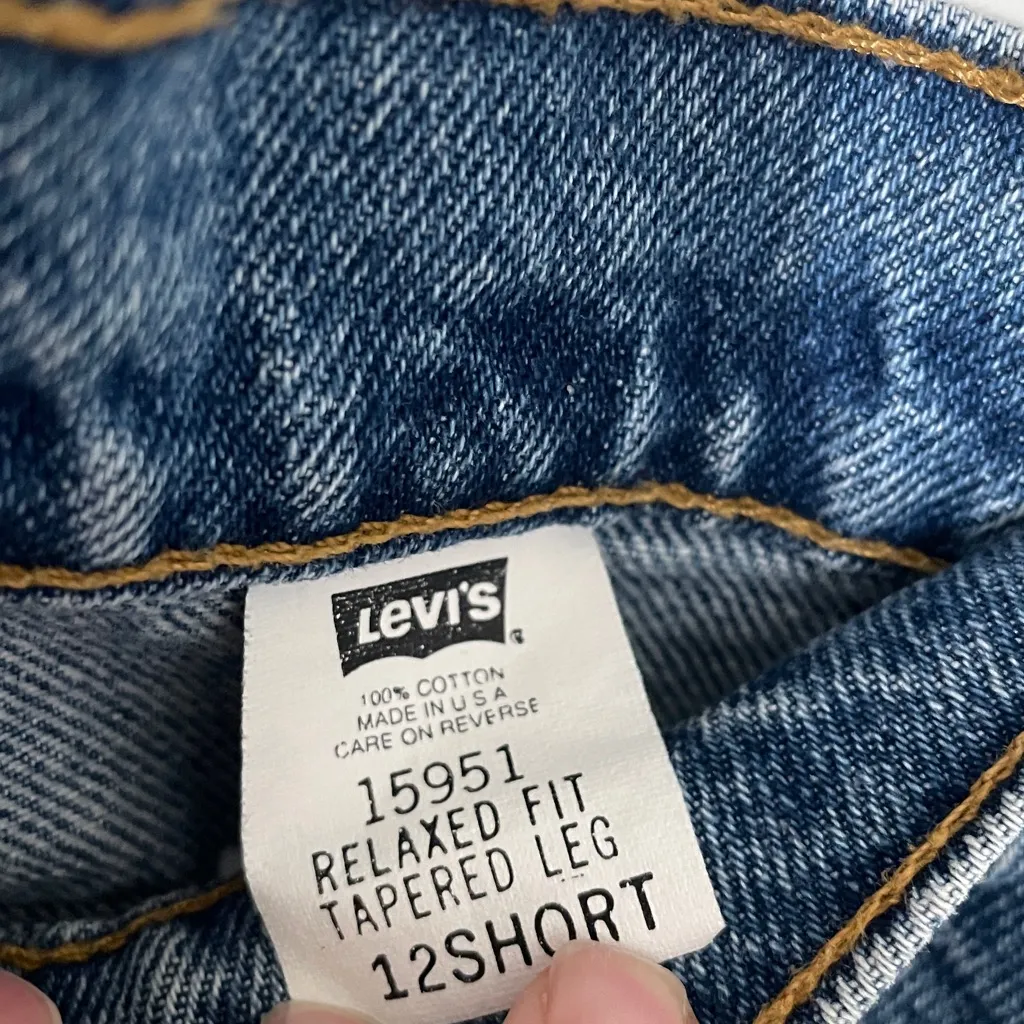 Levi's
100% COTTON
MADE IN U S A
CARE ON REVERSE
15951
RELAXED FIT
TAPERED LEG
12SHORT